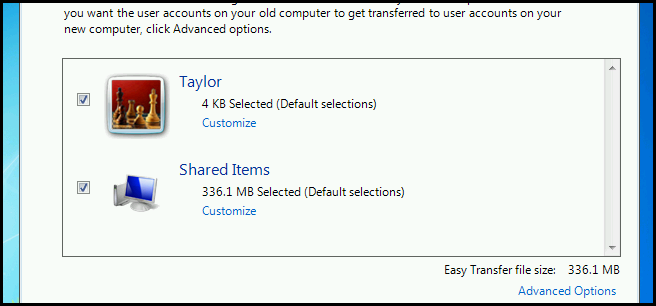 you want the user accounts on your old computer to get transferred to user accounts on your
new computer, click Advanced options.
Taylor
4 KB Selected (Default selections)
Customize
Shared Items
336.1 MB Selected (Default selections)
Customize
Easy Transfer file size: 336.1 MB
Advanced Options